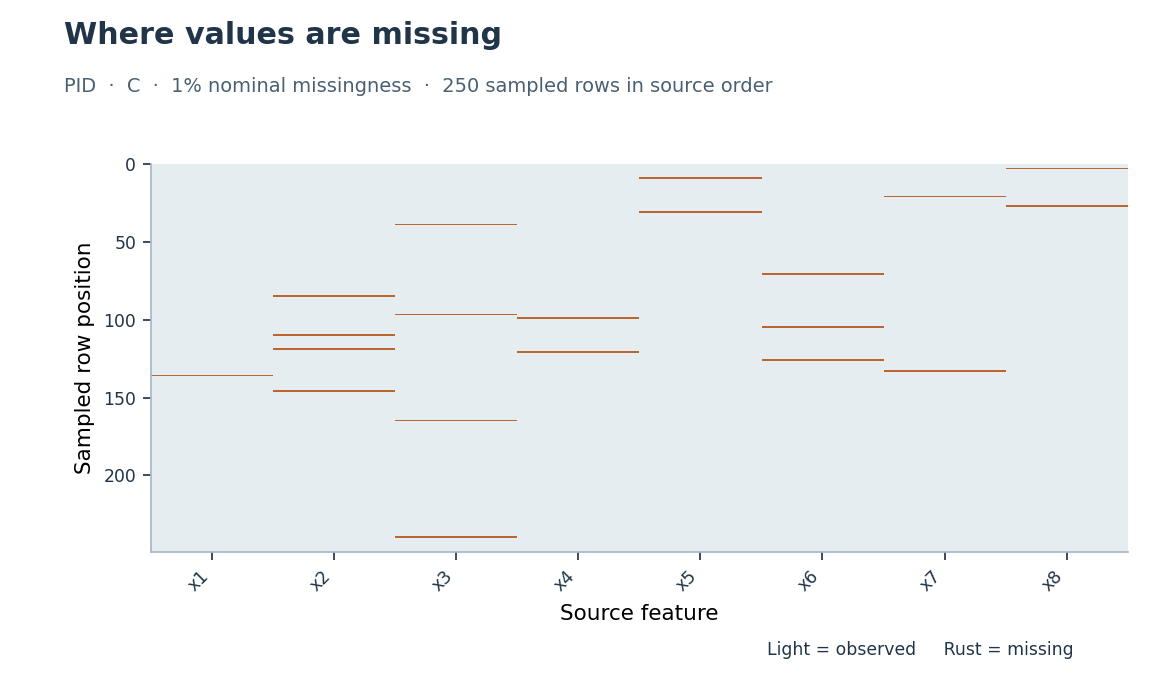 Where values are missing
PID · C · 1% nominal missingness · 250 sampled rows in source order
0
50
100
150
200
Sampled row position
x1 x2 x3 x4 x5 x6 x7 x8
Source feature
Light = observed Rust = missing